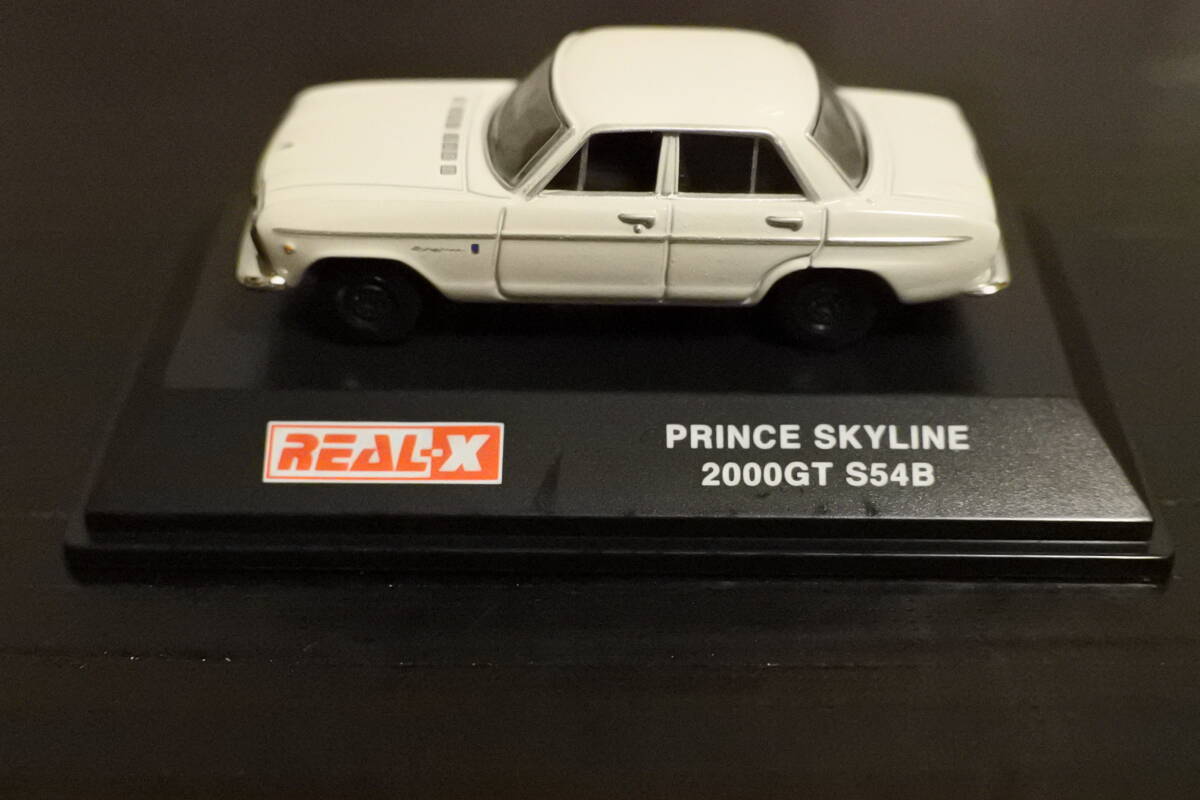 REAL-X
PRINCE SKYLINE
2000GT S54B